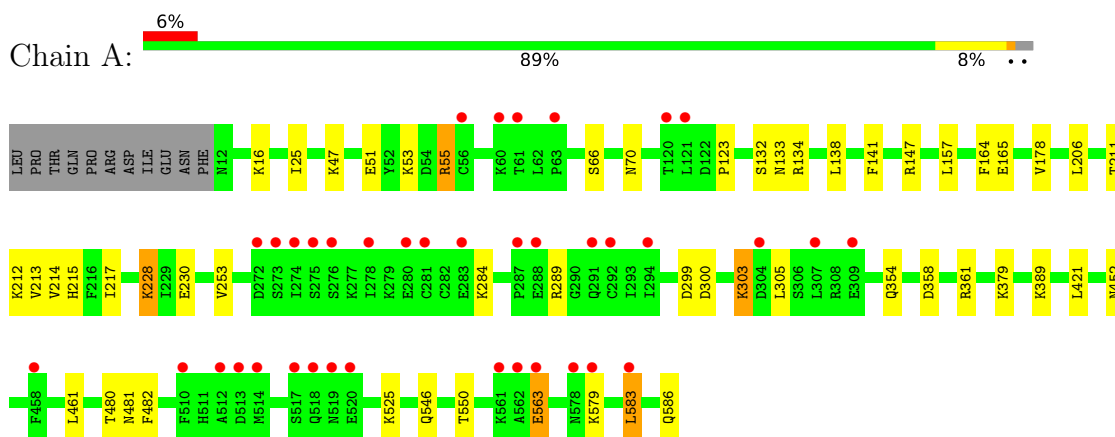 6%
Chain A:
89% 8% • •
LEU PRO THR GLN PRO ARG ASP ILE GLU ASN PHE N12 K16 I25 K47 E51 Y52 K53 D54 R55 C56 K60 T61 L62 P63 S66 N70 T120 L121 D122 P123 S132 N133 R134 L138 F141 R147 L157 F164 E165 V178 L206 T211
K212 V213 V214 H215 F216 I217 K228 I229 E230 V253 D272 S273 I274 S275 S276 K277 I278 K279 E280 C281 C282 E283 K284 P287 E288 R289 G290 Q291 C292 I293 I294 D299 D300 K303 D304 L305 S306 L307 R308 E309 Q354 D358 R361 K379 K389 L421 N452
F458 L461 T480 N481 F482 F510 H511 A512 D513 M514 S517 Q518 N519 E520 K525 Q546 T550 K561 A562 E563 N578 K579 L583 Q586